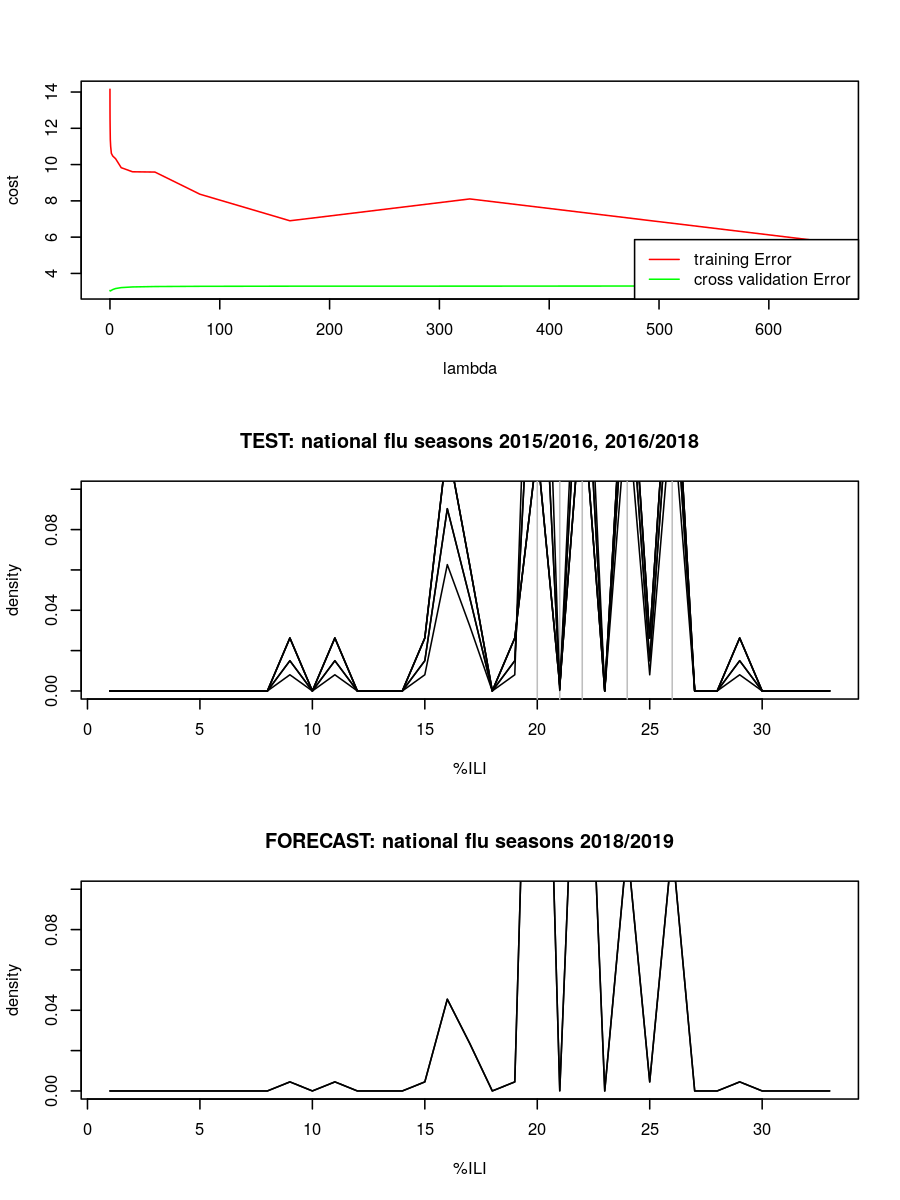 14
12
10
8
6
4
cost
training Error
cross validation Error
0 100 200 300 400 500 600
lambda
TEST: national flu seasons 2015/2016, 2016/2018
0.08
0.04
0.00
density
0 5 10 15 20 25 30
%ILI
FORECAST: national flu seasons 2018/2019
0.08
0.04
0.00
density
0 5 10 15 20 25 30
%ILI